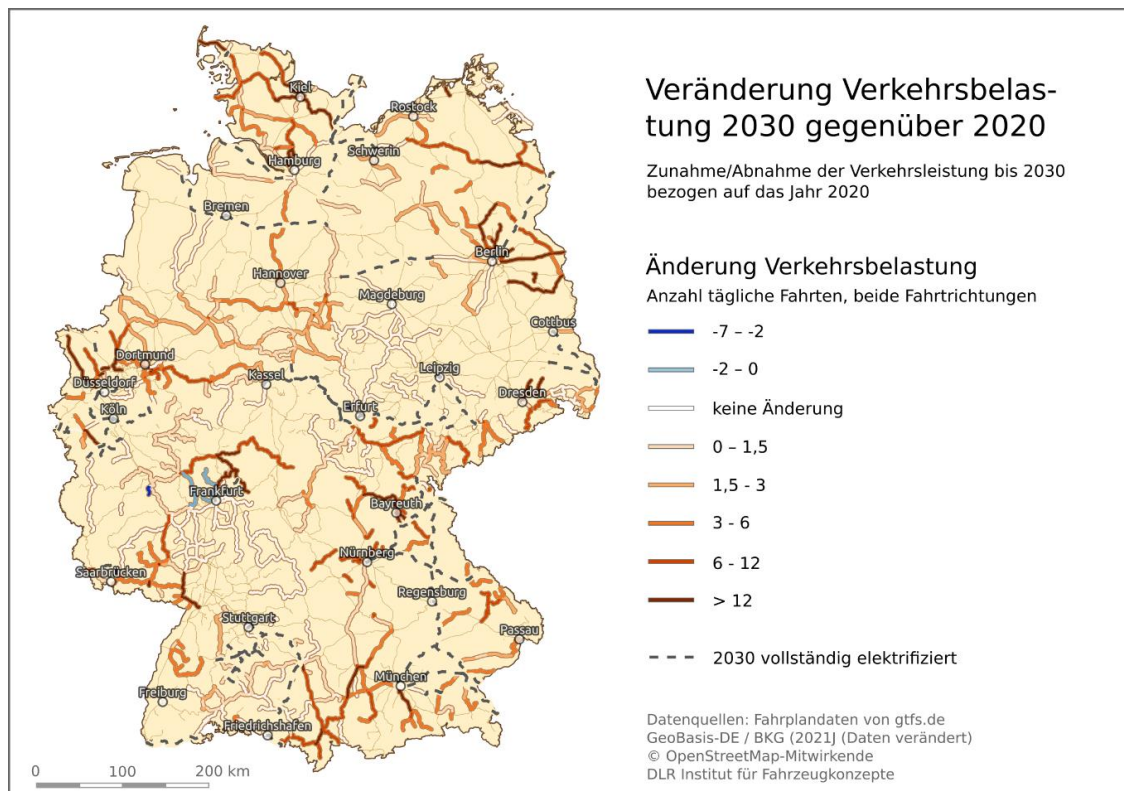 Veränderung Verkehrsbelas-
tung 2030 gegenüber 2020
Zunahme/Abnahme der Verkehrsleistung bis 2030
bezogen auf das Jahr 2020
Änderung Verkehrsbelastung
Anzahl tägliche Fahrten, beide Fahrtrichtungen
-7 – -2
-2 – 0
keine Änderung
0 – 1,5
1,5 - 3
3 - 6
6 - 12
> 12
2030 vollständig elektrifiziert
Datenquellen: Fahrplandaten von gtfs.de
GeoBasis-DE / BKG (2021J (Daten verändert)
© OpenStreetMap-Mitwirkende
DLR Institut für Fahrzeugkonzepte
Kiel
Rostock
Schwerin
Hamburg
Bremen
Berlin
Hannover
Magdeburg
Cottbus
Dortmund
Kassel
Leipzig
Düsseldorf
Dresden
Köln
Erfurt
Frankfurt
Bayreuth
Nürnberg
Saarbrücken
Regensburg
Stuttgart
Passau
München
Freiburg
Friedrichshafen
0 100 200 km